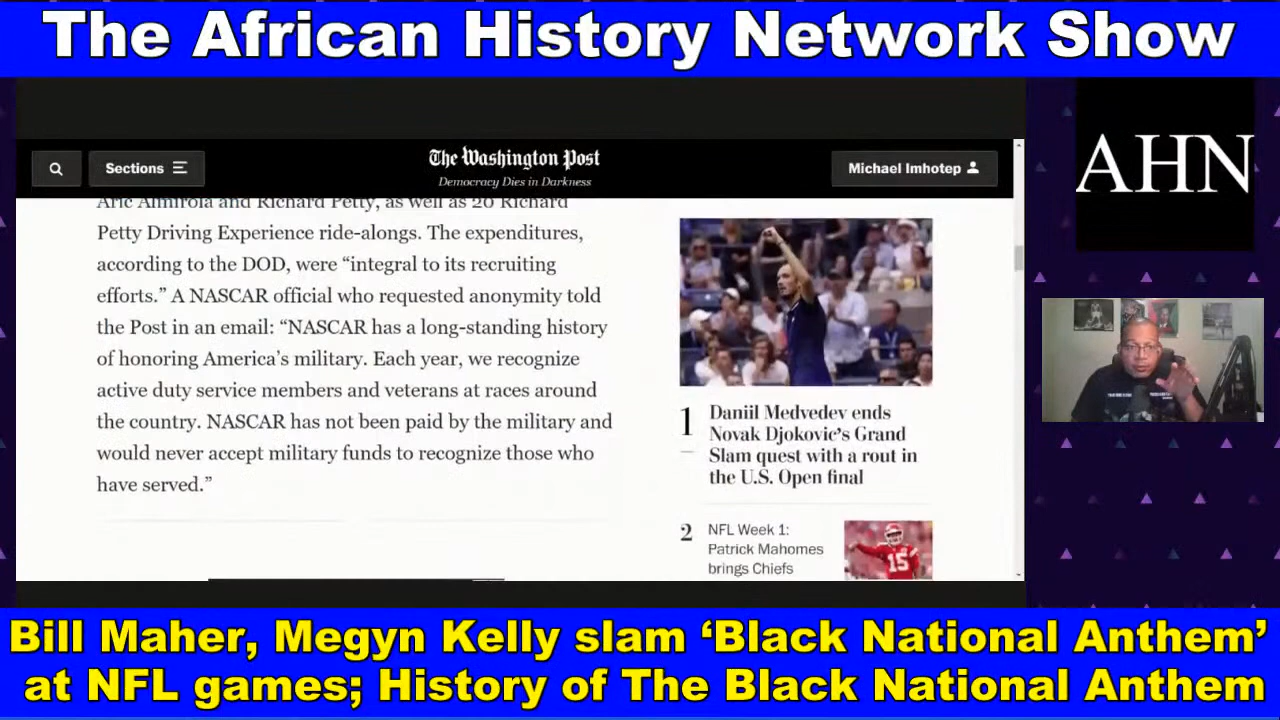 The African History Network Show
AHN
Sections
The Washington Post
Democracy Dies in Darkness
Michael Imhotep
Aric Almirola and Richard Petty, as well as 20 Richard
Petty Driving Experience ride-alongs. The expenditures,
according to the DOD, were “integral to its recruiting
efforts.” A NASCAR official who requested anonymity told
the Post in an email: “NASCAR has a long-standing history
of honoring America’s military. Each year, we recognize
active duty service members and veterans at races around
the country. NASCAR has not been paid by the military and
would never accept military funds to recognize those who
have served.”
1
Daniil Medvedev ends
Novak Djokovic’s Grand
Slam quest with a rout in
the U.S. Open final
2
NFL Week 1:
Patrick Mahomes
brings Chiefs
15
Bill Maher, Megyn Kelly slam ‘Black National Anthem’
at NFL games; History of The Black National Anthem